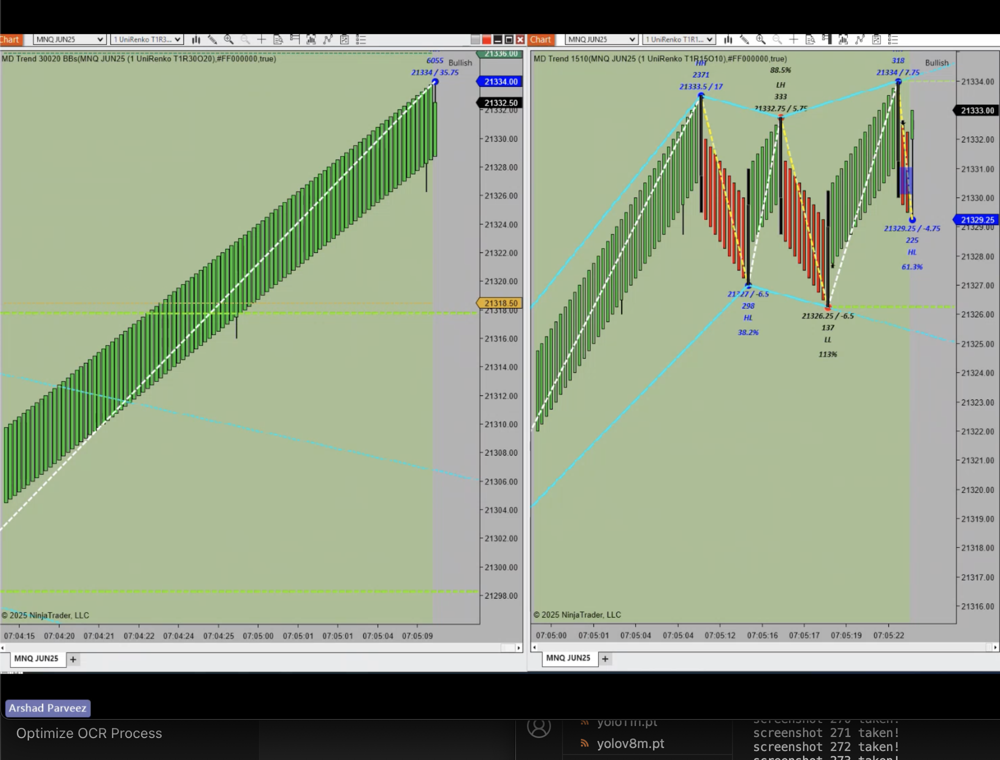 Chart MNQ JUN25 1 UniRenko T1R3...
MD Trend 30020 BBs(MNQ JUN25 (1 UniRenko T1R30O20),#FF000000,true)
6055
Bullish
21334 / 35.75
21336.00
21334.00
21332.50
21332.00
21330.00
21328.00
21326.00
21324.00
21322.00
21320.00
21318.50
21318.00
21316.00
21314.00
21312.00
21310.00
21308.00
21306.00
21304.00
21302.00
21300.00
21298.00
© 2025 NinjaTrader, LLC
07:04:15 07:04:20 07:04:21 07:04:22 07:04:24 07:04:25 07:05:00 07:05:01 07:05:01 07:05:04 07:05:09
MNQ JUN25 +
Chart MNQ JUN25 1 UniRenko T1R1...
MD Trend 1510(MNQ JUN25 (1 UniRenko T1R15O10),#FF000000,true)
HH
2371
21333.5 / 17
88.5%
LH
333
21332.75 / 5.75
318
21334 / 7.75
Bullish
21327 / -6.5
298
HL
38.2%
21326.25 / -6.5
137
LL
113%
21329.25 / -4.75
225
HL
61.3%
21334.00
21333.00
21332.00
21331.00
21330.00
21329.25
21329.00
21328.00
21327.00
21326.00
21325.00
21324.00
21323.00
21322.00
21321.00
21320.00
21319.00
21318.00
21317.00
21316.00
© 2025 NinjaTrader, LLC
07:05:00 07:05:01 07:05:04 07:05:04 07:05:12 07:05:16 07:05:17 07:05:19 07:05:22
MNQ JUN25 +
Arshad Parveez
Optimize OCR Process
yolo11n.pt
yolov8m.pt
screenshot 270 taken!
screenshot 271 taken!
screenshot 272 taken!
screenshot 273 taken!